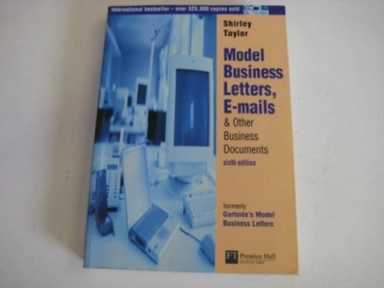 international bestseller – over 325,000 copies sold
Shirley
Taylor
Model
Business
Letters,
E-mails
& Other
Business
Documents
sixth edition
formerly
Gartside's Model
Business Letters
FT Prentice Hall